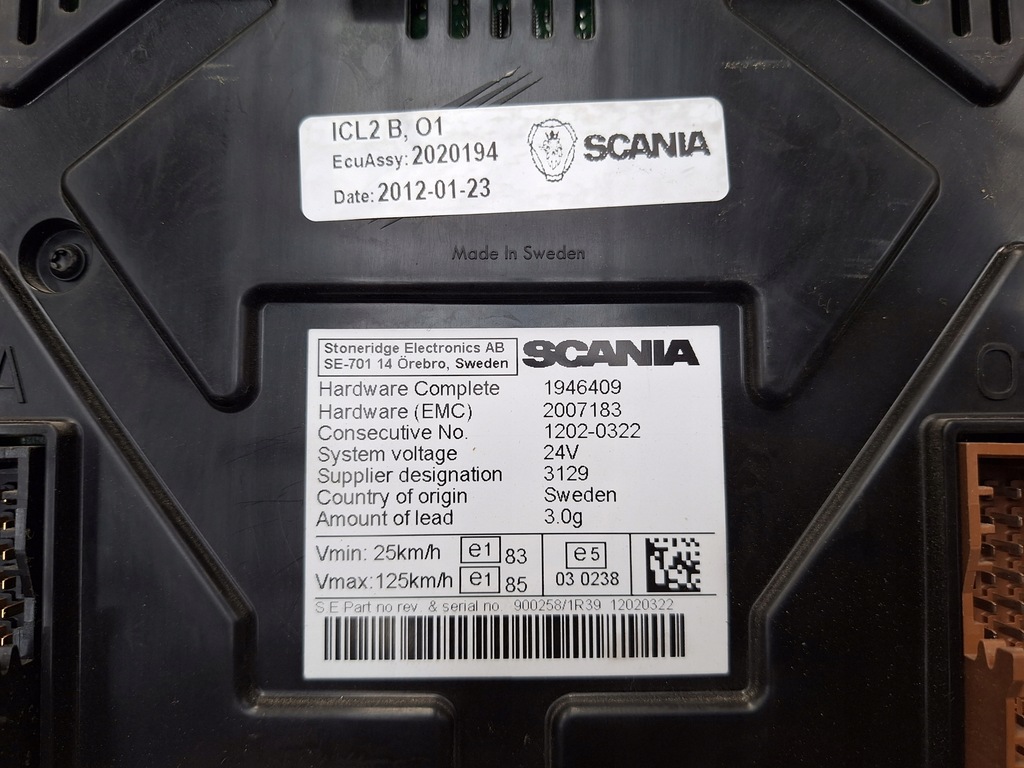 ICL2 B, O1
EcuAssy: 2020194
Date: 2012-01-23
SCANIA
Made In Sweden
Stoneridge Electronics AB
SE-701 14 Örebro, Sweden
SCANIA
Hardware Complete 1946409
Hardware (EMC) 2007183
Consecutive No. 1202-0322
System voltage 24V
Supplier designation 3129
Country of origin Sweden
Amount of lead 3.0g
Vmin: 25km/h e1 83
Vmax: 125km/h e1 85
e5
03 0238
S.E Part no rev. & serial no. 900258/1R39 12020322
A
O